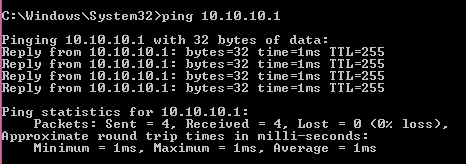 C:\Windows\System32>ping 10.10.10.1
Pinging 10.10.10.1 with 32 bytes of data:
Reply from 10.10.10.1: bytes=32 time=1ms TTL=255
Reply from 10.10.10.1: bytes=32 time=1ms TTL=255
Reply from 10.10.10.1: bytes=32 time=1ms TTL=255
Reply from 10.10.10.1: bytes=32 time=1ms TTL=255
Ping statistics for 10.10.10.1:
Packets: Sent = 4, Received = 4, Lost = 0 (0% loss),
Approximate round trip times in milli-seconds:
Minimum = 1ms, Maximum = 1ms, Average = 1ms